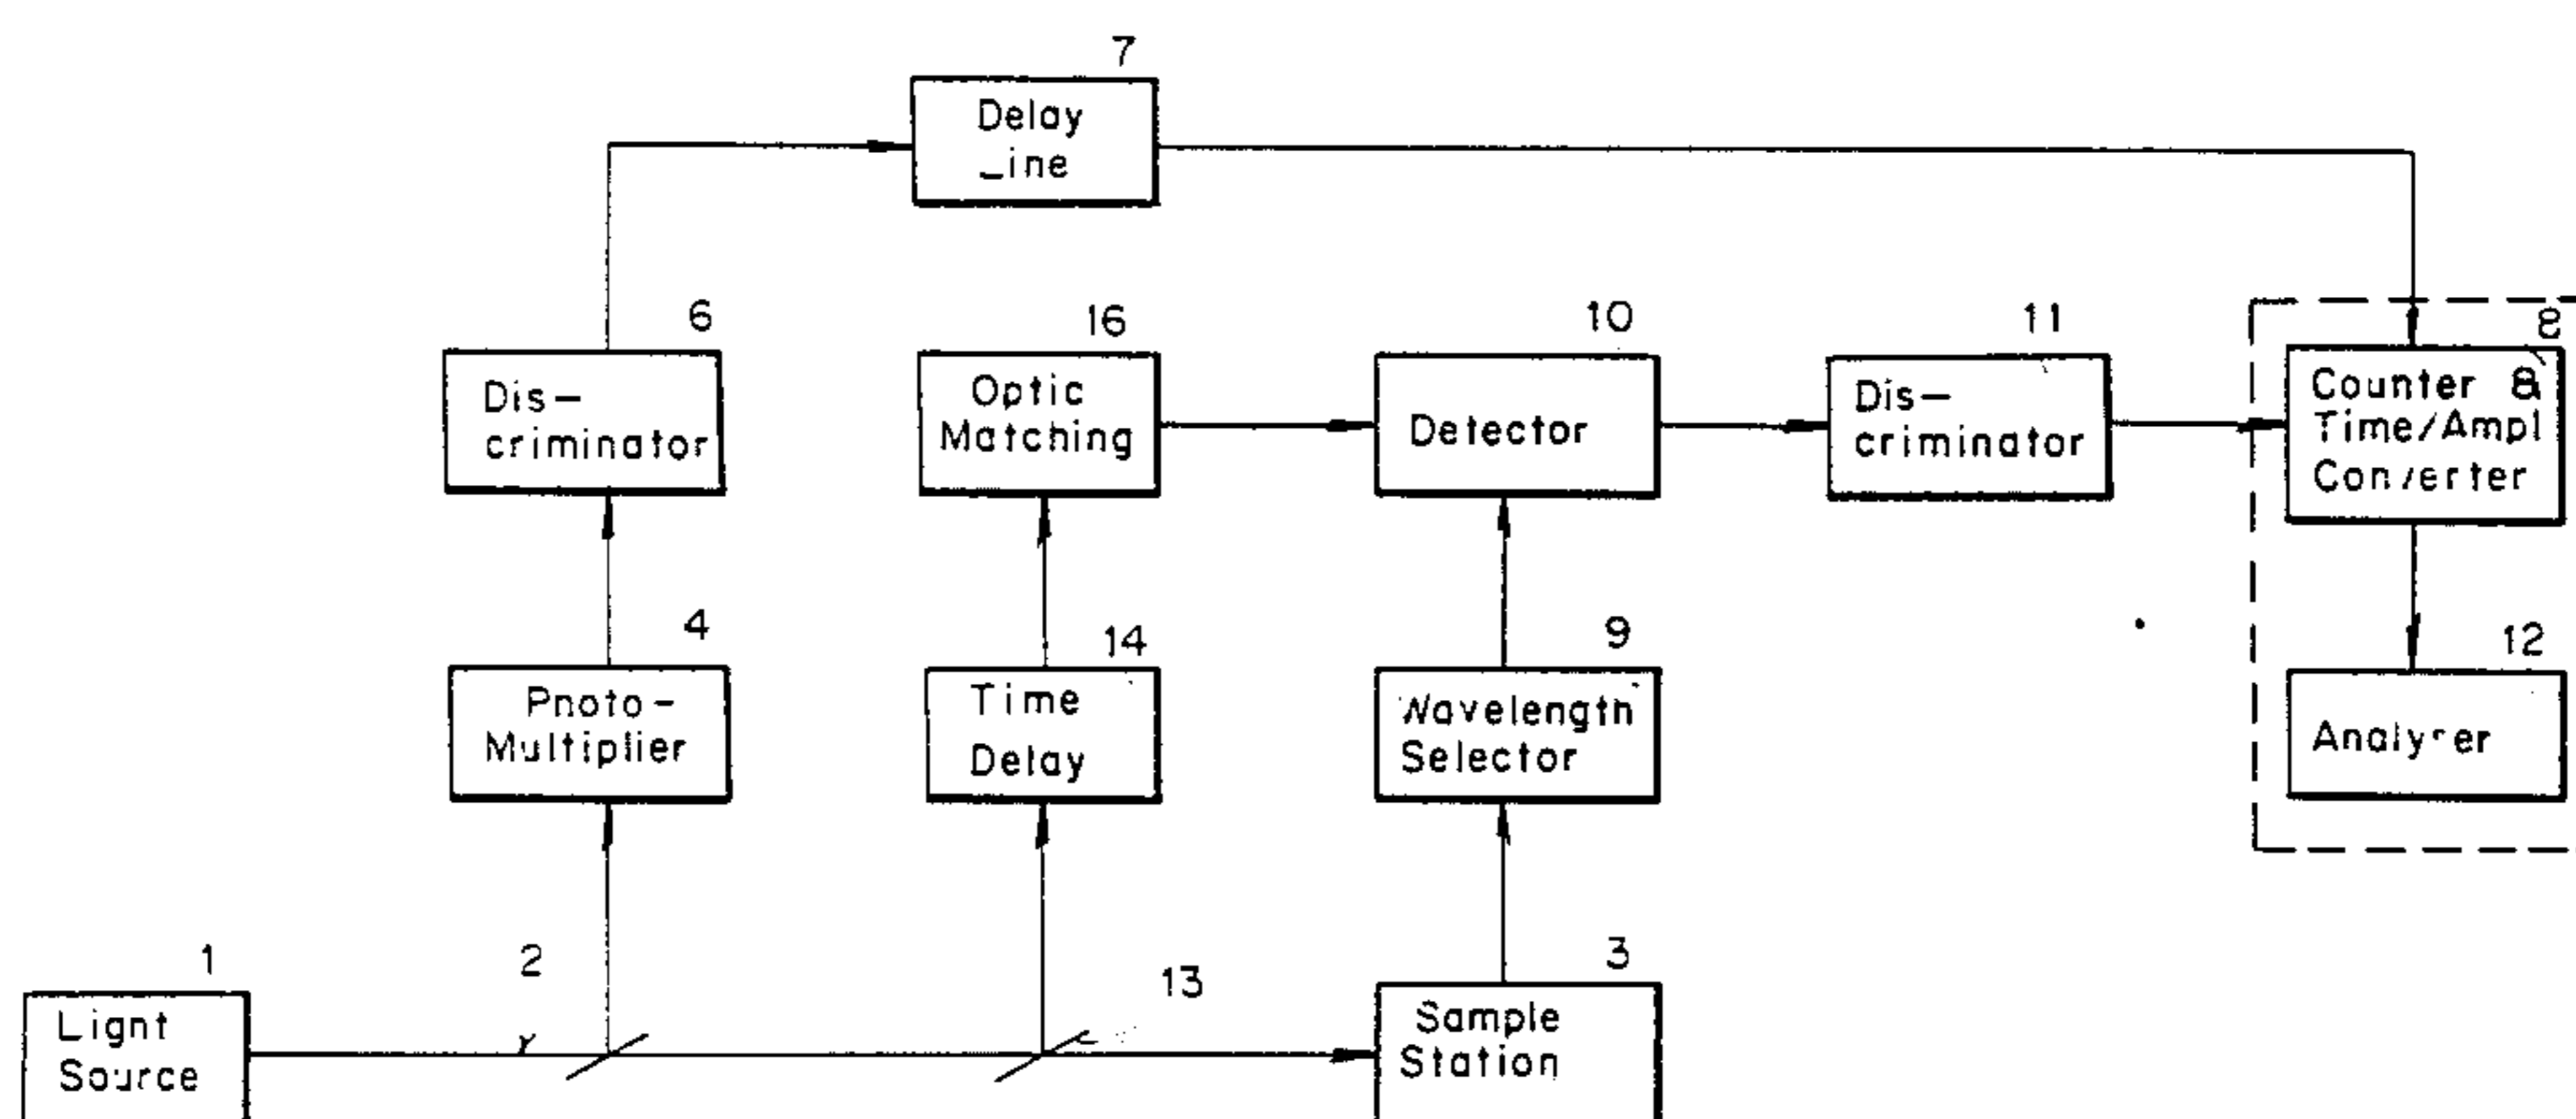 7
Delay
Line
6
Dis-
criminator
16
Optic
Matching
10
Detector
11
Dis-
criminator
8
Counter &
Time/Ampl
Converter
4
Photo-
Multiplier
14
Time
Delay
9
Wavelength
Selector
12
Analyser
1
Light
Source
2
13
3
Sample
Station